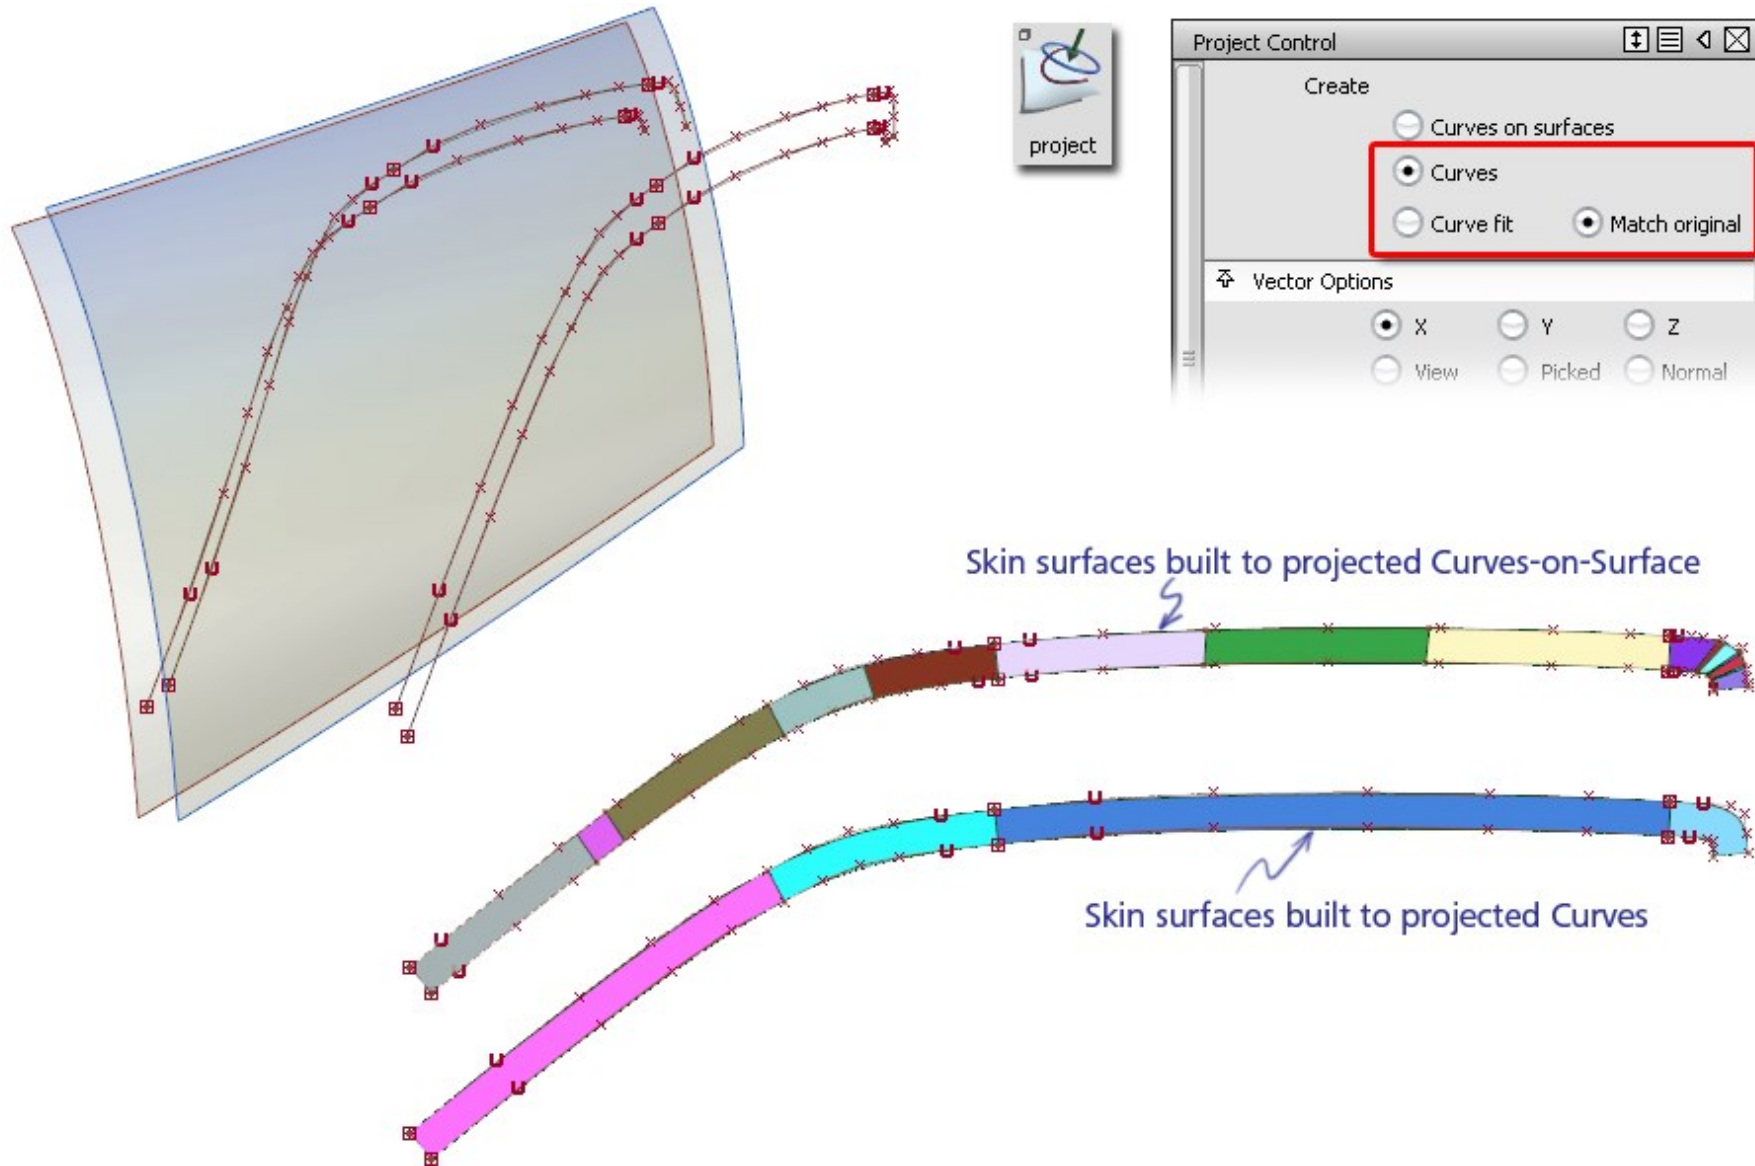 project
Project Control
Create
Curves on surfaces
Curves
Curve fit Match original
Vector Options
X Y Z
View Picked Normal
Skin surfaces built to projected Curves-on-Surface
Skin surfaces built to projected Curves